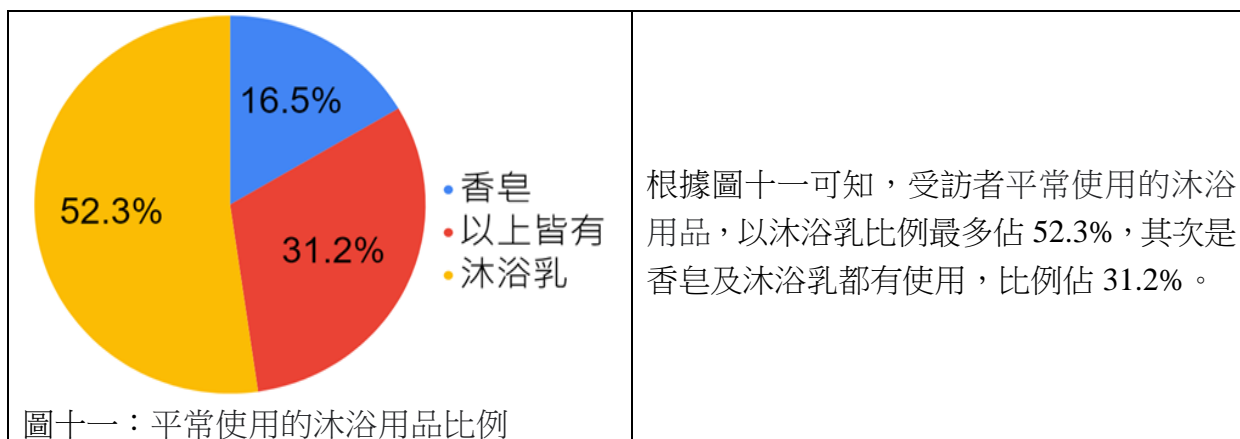 16.5%
52.3%
31.2%
香皂
以上皆有
沐浴乳
圖十一：平常使用的沐浴用品比例
根據圖十一可知，受訪者平常使用的沐浴
用品，以沐浴乳比例最多佔 52.3%，其次是
香皂及沐浴乳都有使用，比例佔 31.2%。